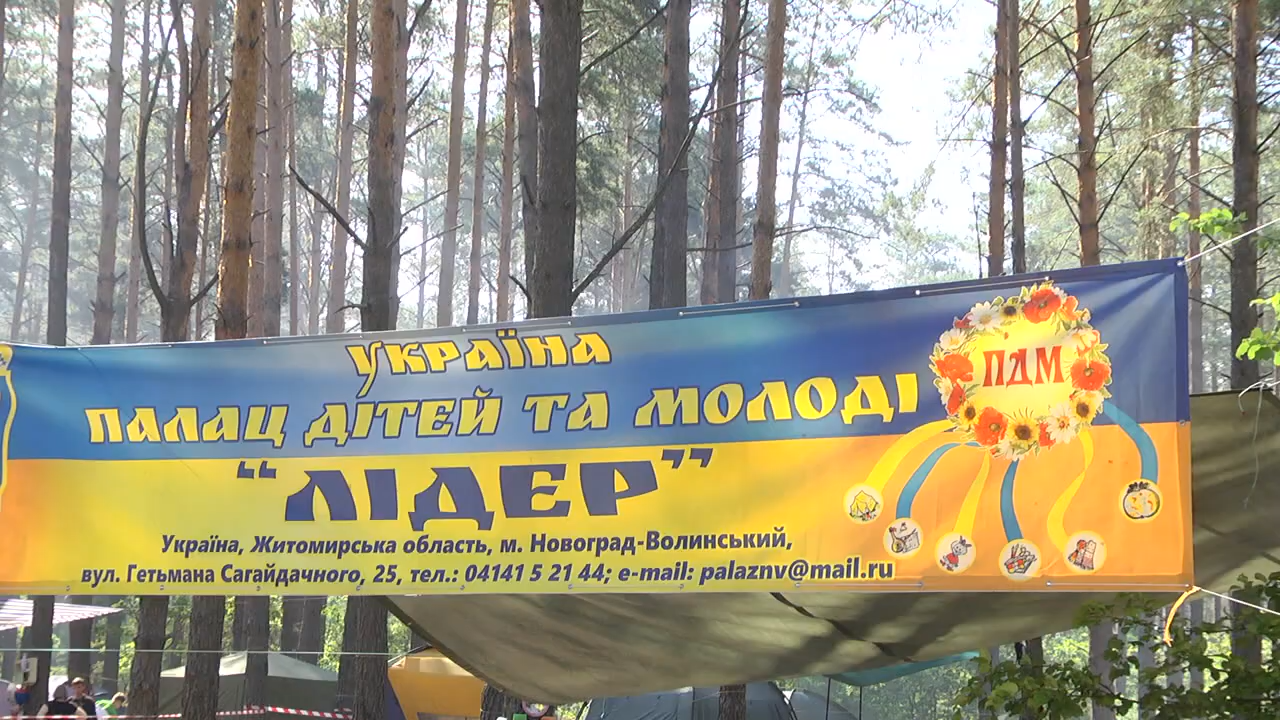 Україна
ПАЛАЦ ДІТЕЙ ТА МОЛОДІ
"ЛІДЕР"
ПДМ
Україна, Житомирська область, м. Новоград-Волинський,
вул. Гетьмана Сагайдачного, 25, тел.: 04141 5 21 44; e-mail: palaznv@mail.ru